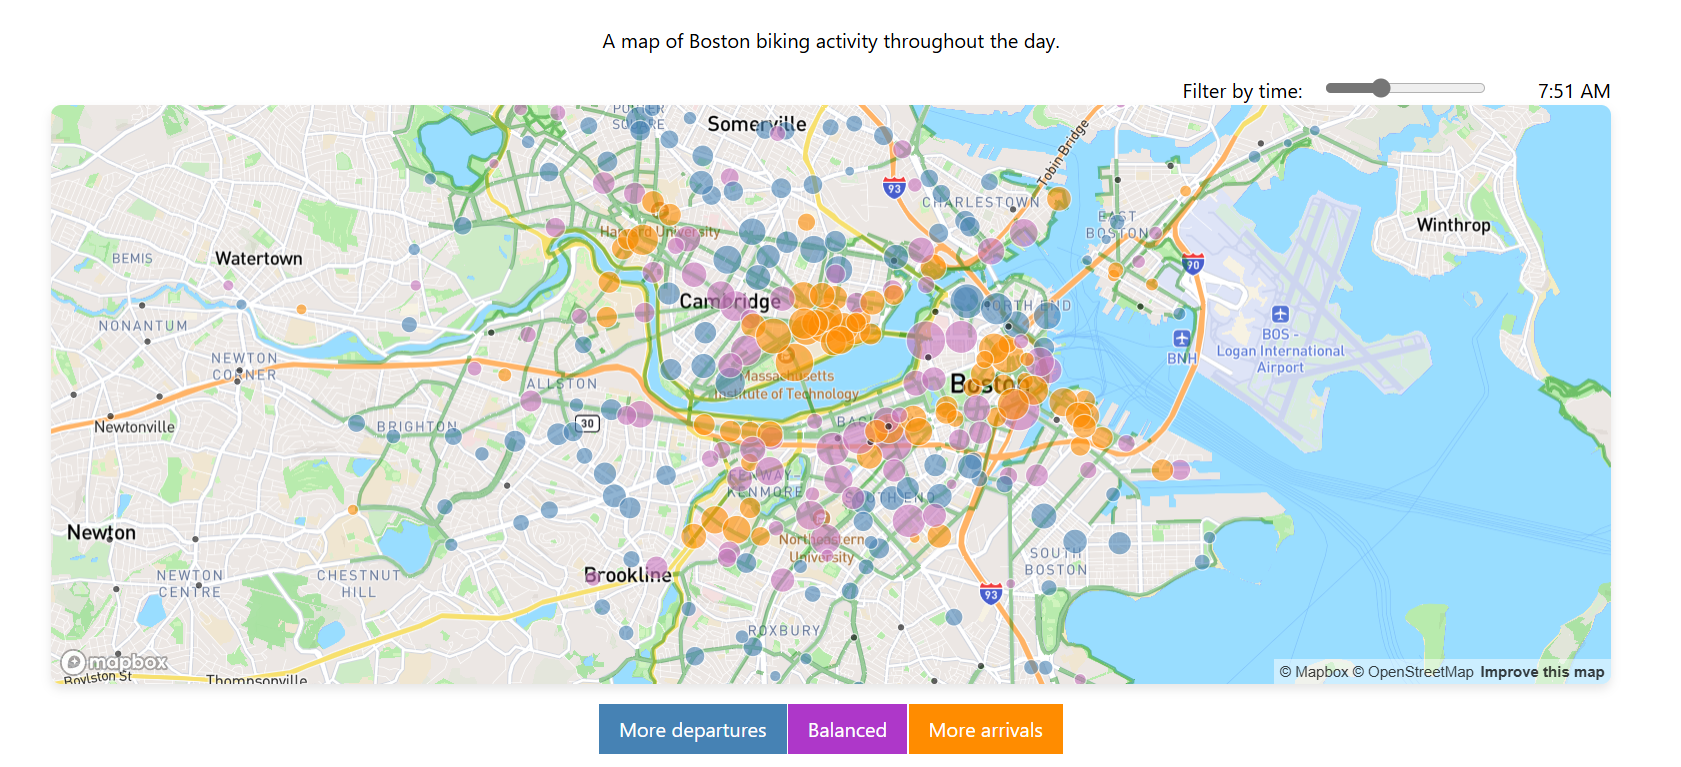 A map of Boston biking activity throughout the day.
Filter by time: 7:51 AM
PORTER
SQUARE
Somerville
Tobin Bridge
93
CHARLESTOWN
EAST
BOSTON
Winthrop
Harvard University
BEMIS
Watertown
90
Cambridge
NORTH END
BOS -
Logan International
Airport
NONANTUM
BNH
NEWTON
CORNER
ALLSTON
Massachusetts
Institute of Technology
Boston
30
BRIGHTON
Newtonville
BACK
FENWAY-
KENMORE
SOUTH END
Newton
Northeastern
University
SOUTH
BOSTON
Brookline
NEWTON
CENTRE
CHESTNUT
HILL
93
ROXBURY
mapbox
Boylston St
Thompsonville
© Mapbox © OpenStreetMap Improve this map
More departures
Balanced
More arrivals